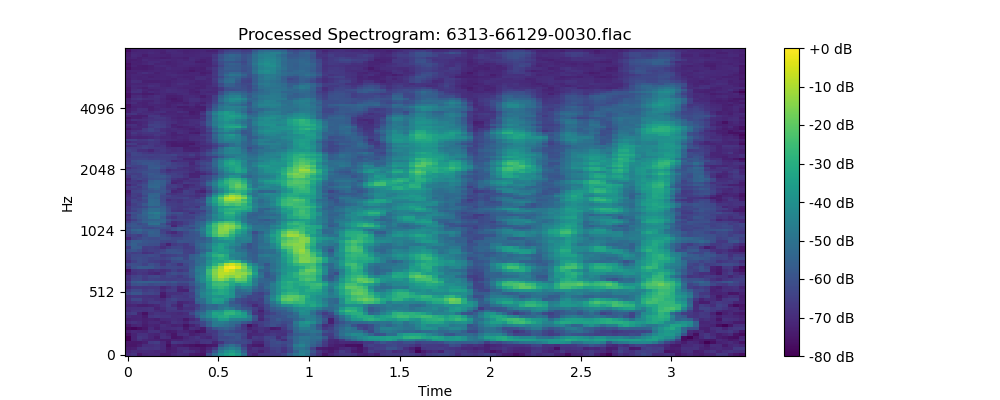 Processed Spectrogram: 6313-66129-0030.flac
Hz
4096
2048
1024
512
0
0
0.5
1
1.5
2
2.5
3
Time
+0 dB
-10 dB
-20 dB
-30 dB
-40 dB
-50 dB
-60 dB
-70 dB
-80 dB